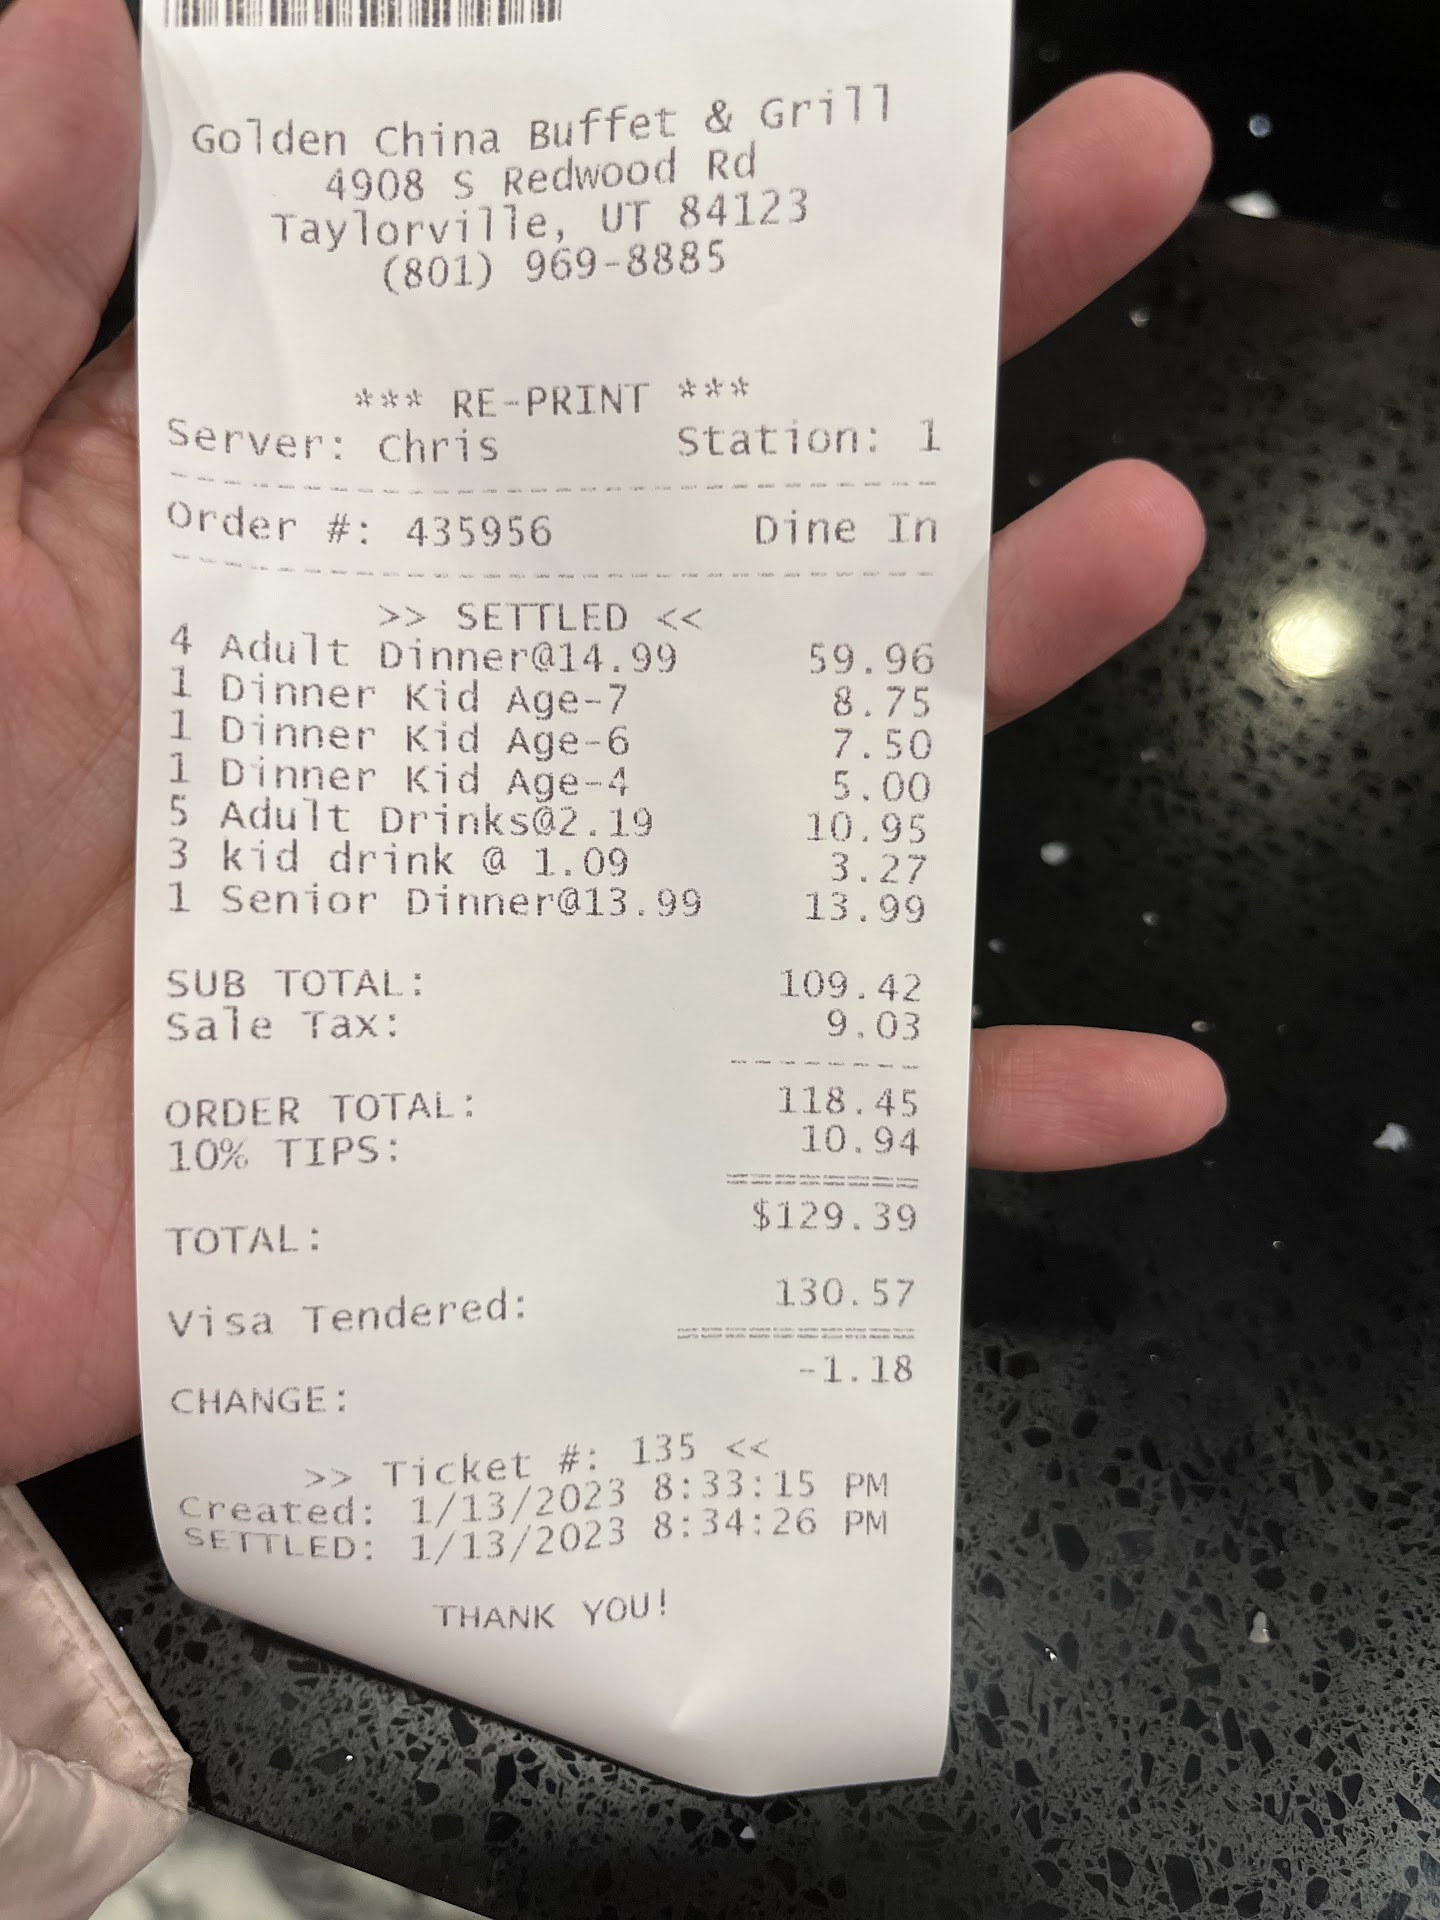 Golden China Buffet & Grill
4908 S Redwood Rd
Taylorville, UT 84123
(801) 969-8885
*** RE-PRINT ***
Server: Chris Station: 1
Order #: 435956 Dine In
>> SETTLED <<
4 Adult Dinner@14.99 59.96
1 Dinner Kid Age-7 8.75
1 Dinner Kid Age-6 7.50
1 Dinner Kid Age-4 5.00
5 Adult Drinks@2.19 10.95
3 kid drink @ 1.09 3.27
1 Senior Dinner@13.99 13.99
SUB TOTAL: 109.42
Sale Tax: 9.03
ORDER TOTAL: 118.45
10% TIPS: 10.94
TOTAL: $129.39
Visa Tendered: 130.57
CHANGE: -1.18
>> Ticket #: 135 <<
Created: 1/13/2023 8:33:15 PM
SETTLED: 1/13/2023 8:34:26 PM
THANK YOU!